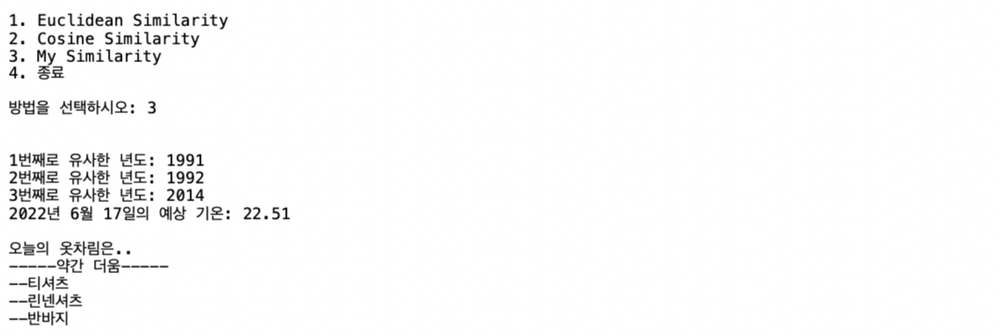 1. Euclidean Similarity
2. Cosine Similarity
3. My Similarity
4. 종료
방법을 선택하시오: 3
1번째로 유사한 년도: 1991
2번째로 유사한 년도: 1992
3번째로 유사한 년도: 2014
2022년 6월 17일의 예상 기온: 22.51
오늘의 옷차림은..
-----약간 더움-----
--티셔츠
--린넨셔츠
--반바지